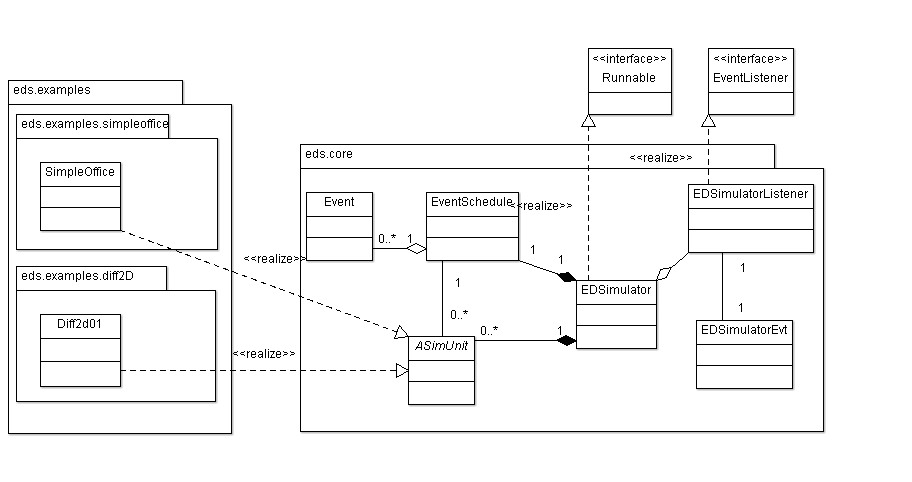 <<interface>>
Runnable
<<interface>>
EventListener
eds.examples
eds.examples.simpleoffice
SimpleOffice
eds.examples.diff2D
Diff2d01
<<realize>>
<<realize>>
eds.core
<<realize>>
Event
EventSchedule
<<realize>>
EDSimulatorListener
0..*
1
1
1
1
0..*
EDSimulator
1
1
EDSimulatorEvt
0..*
1
ASimUnit